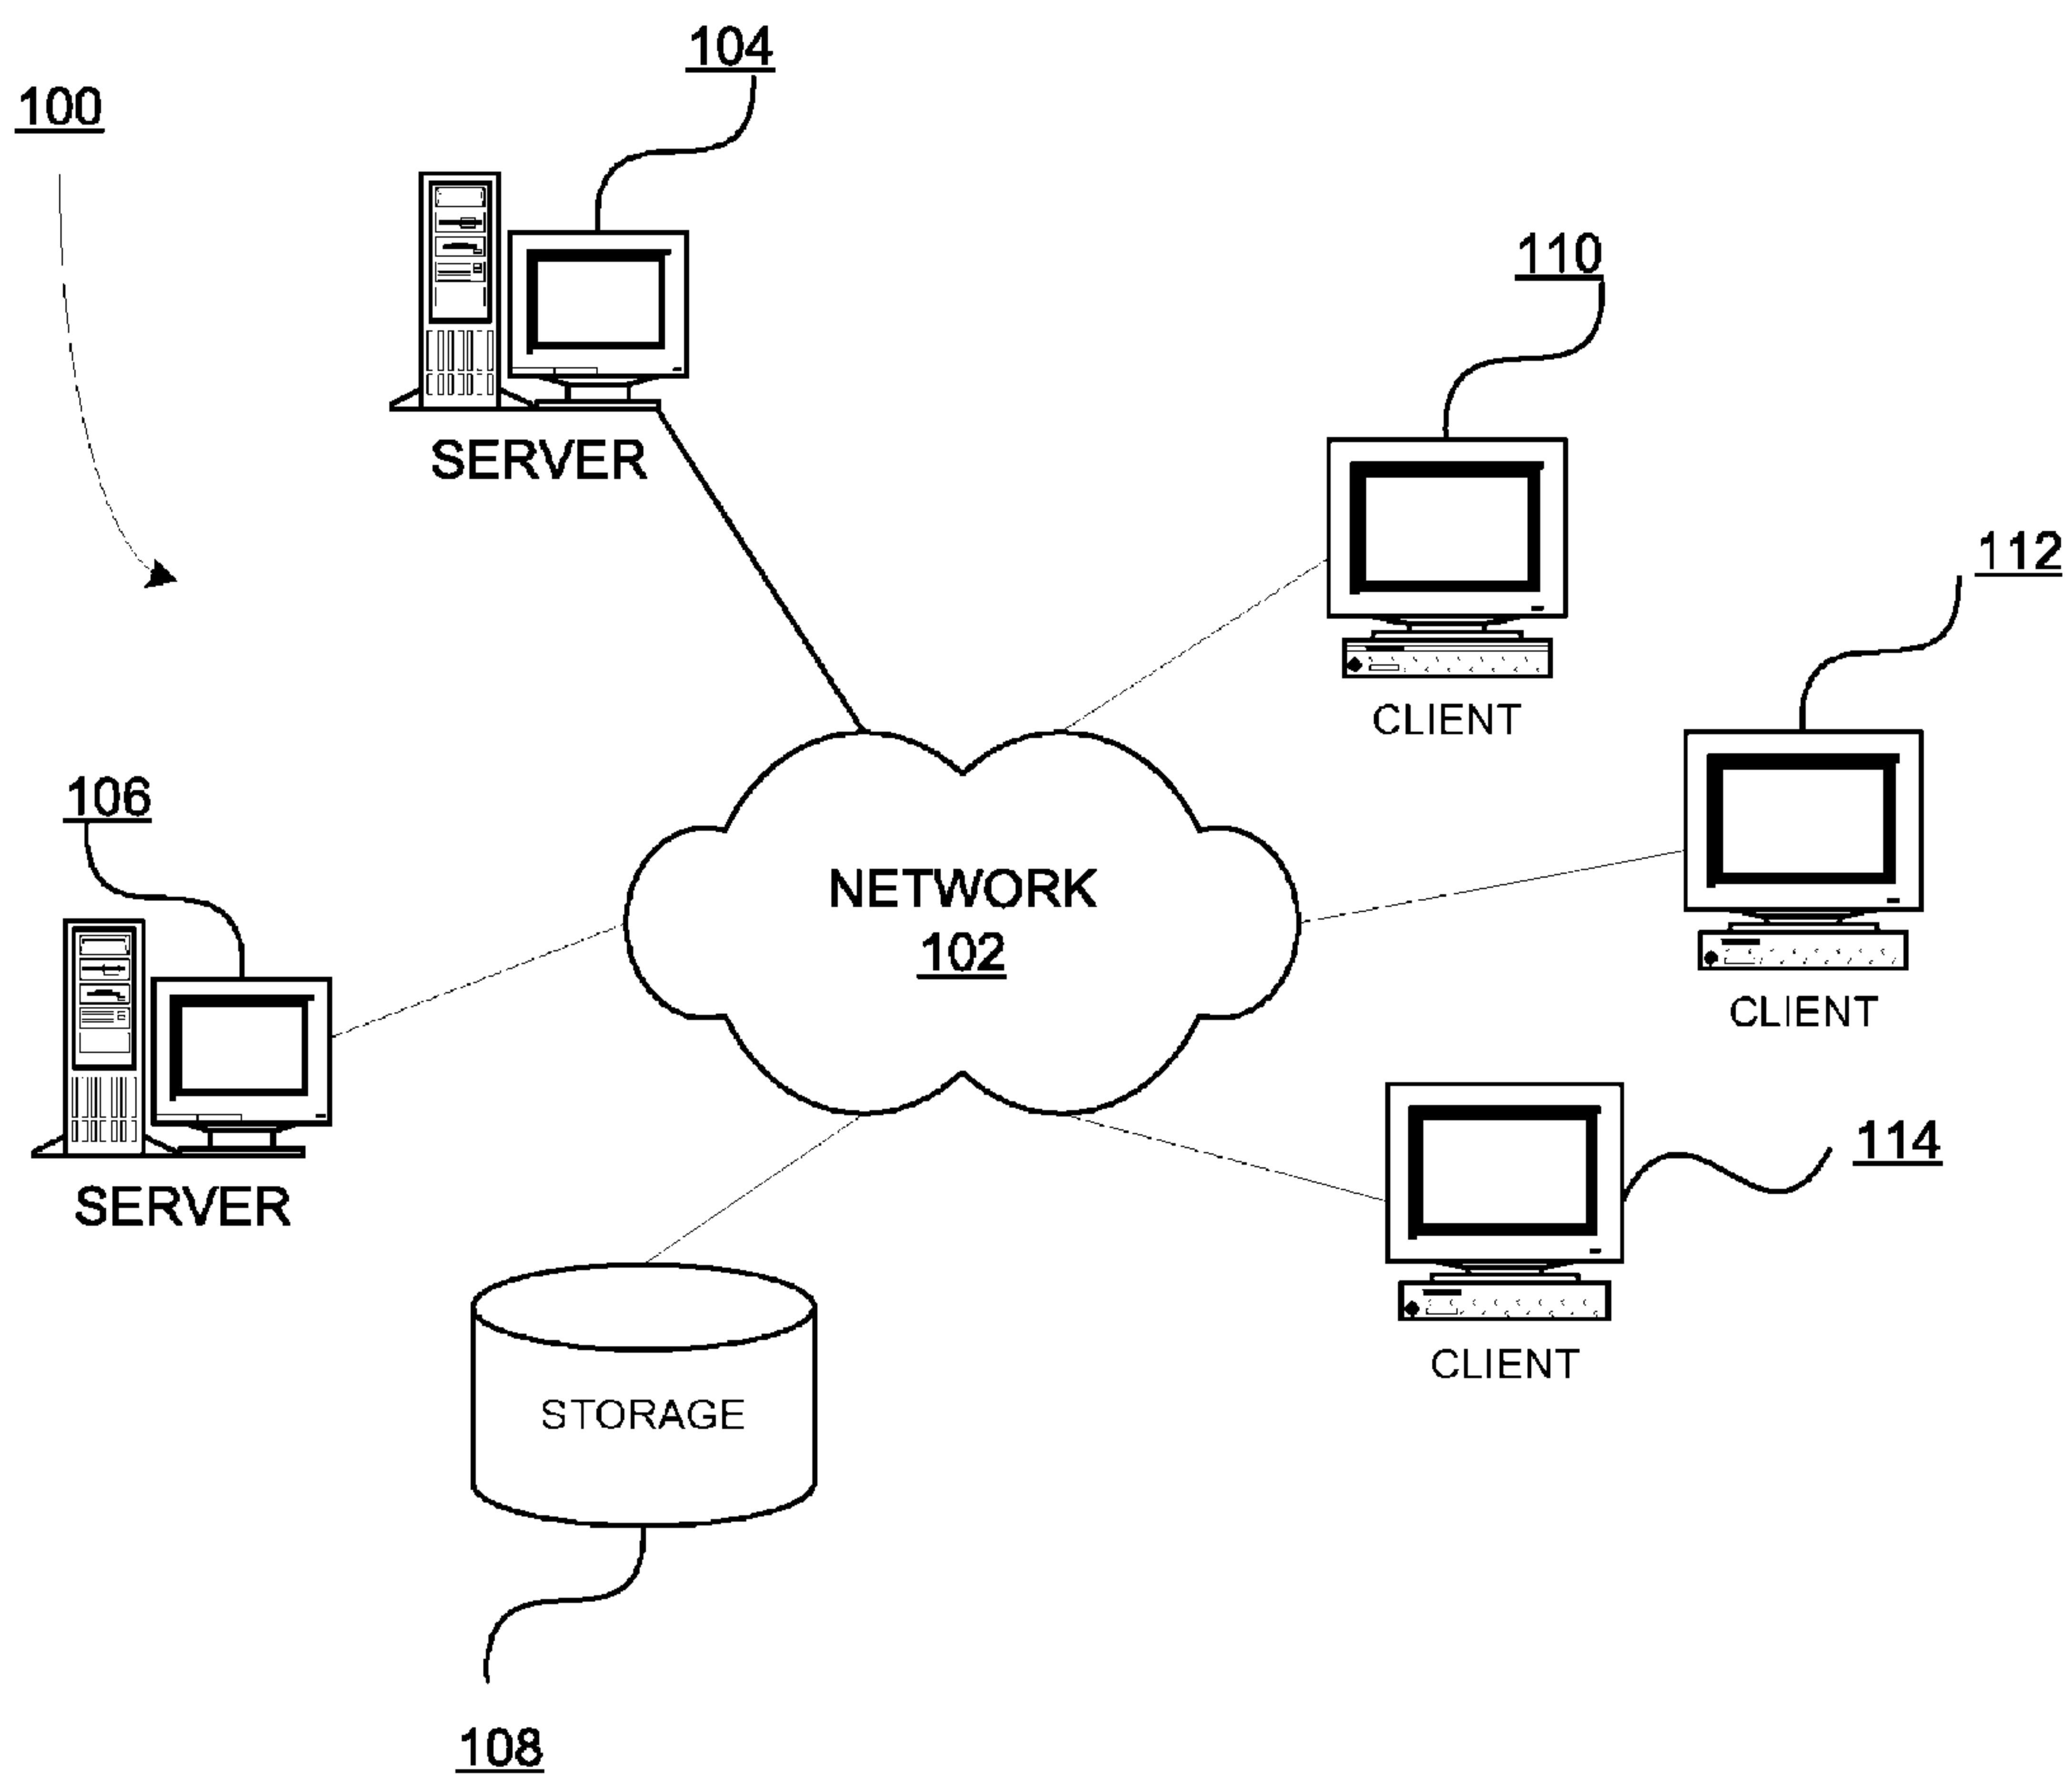 104
100
SERVER
110
CLIENT
112
CLIENT
106
SERVER
NETWORK
102
114
CLIENT
STORAGE
108